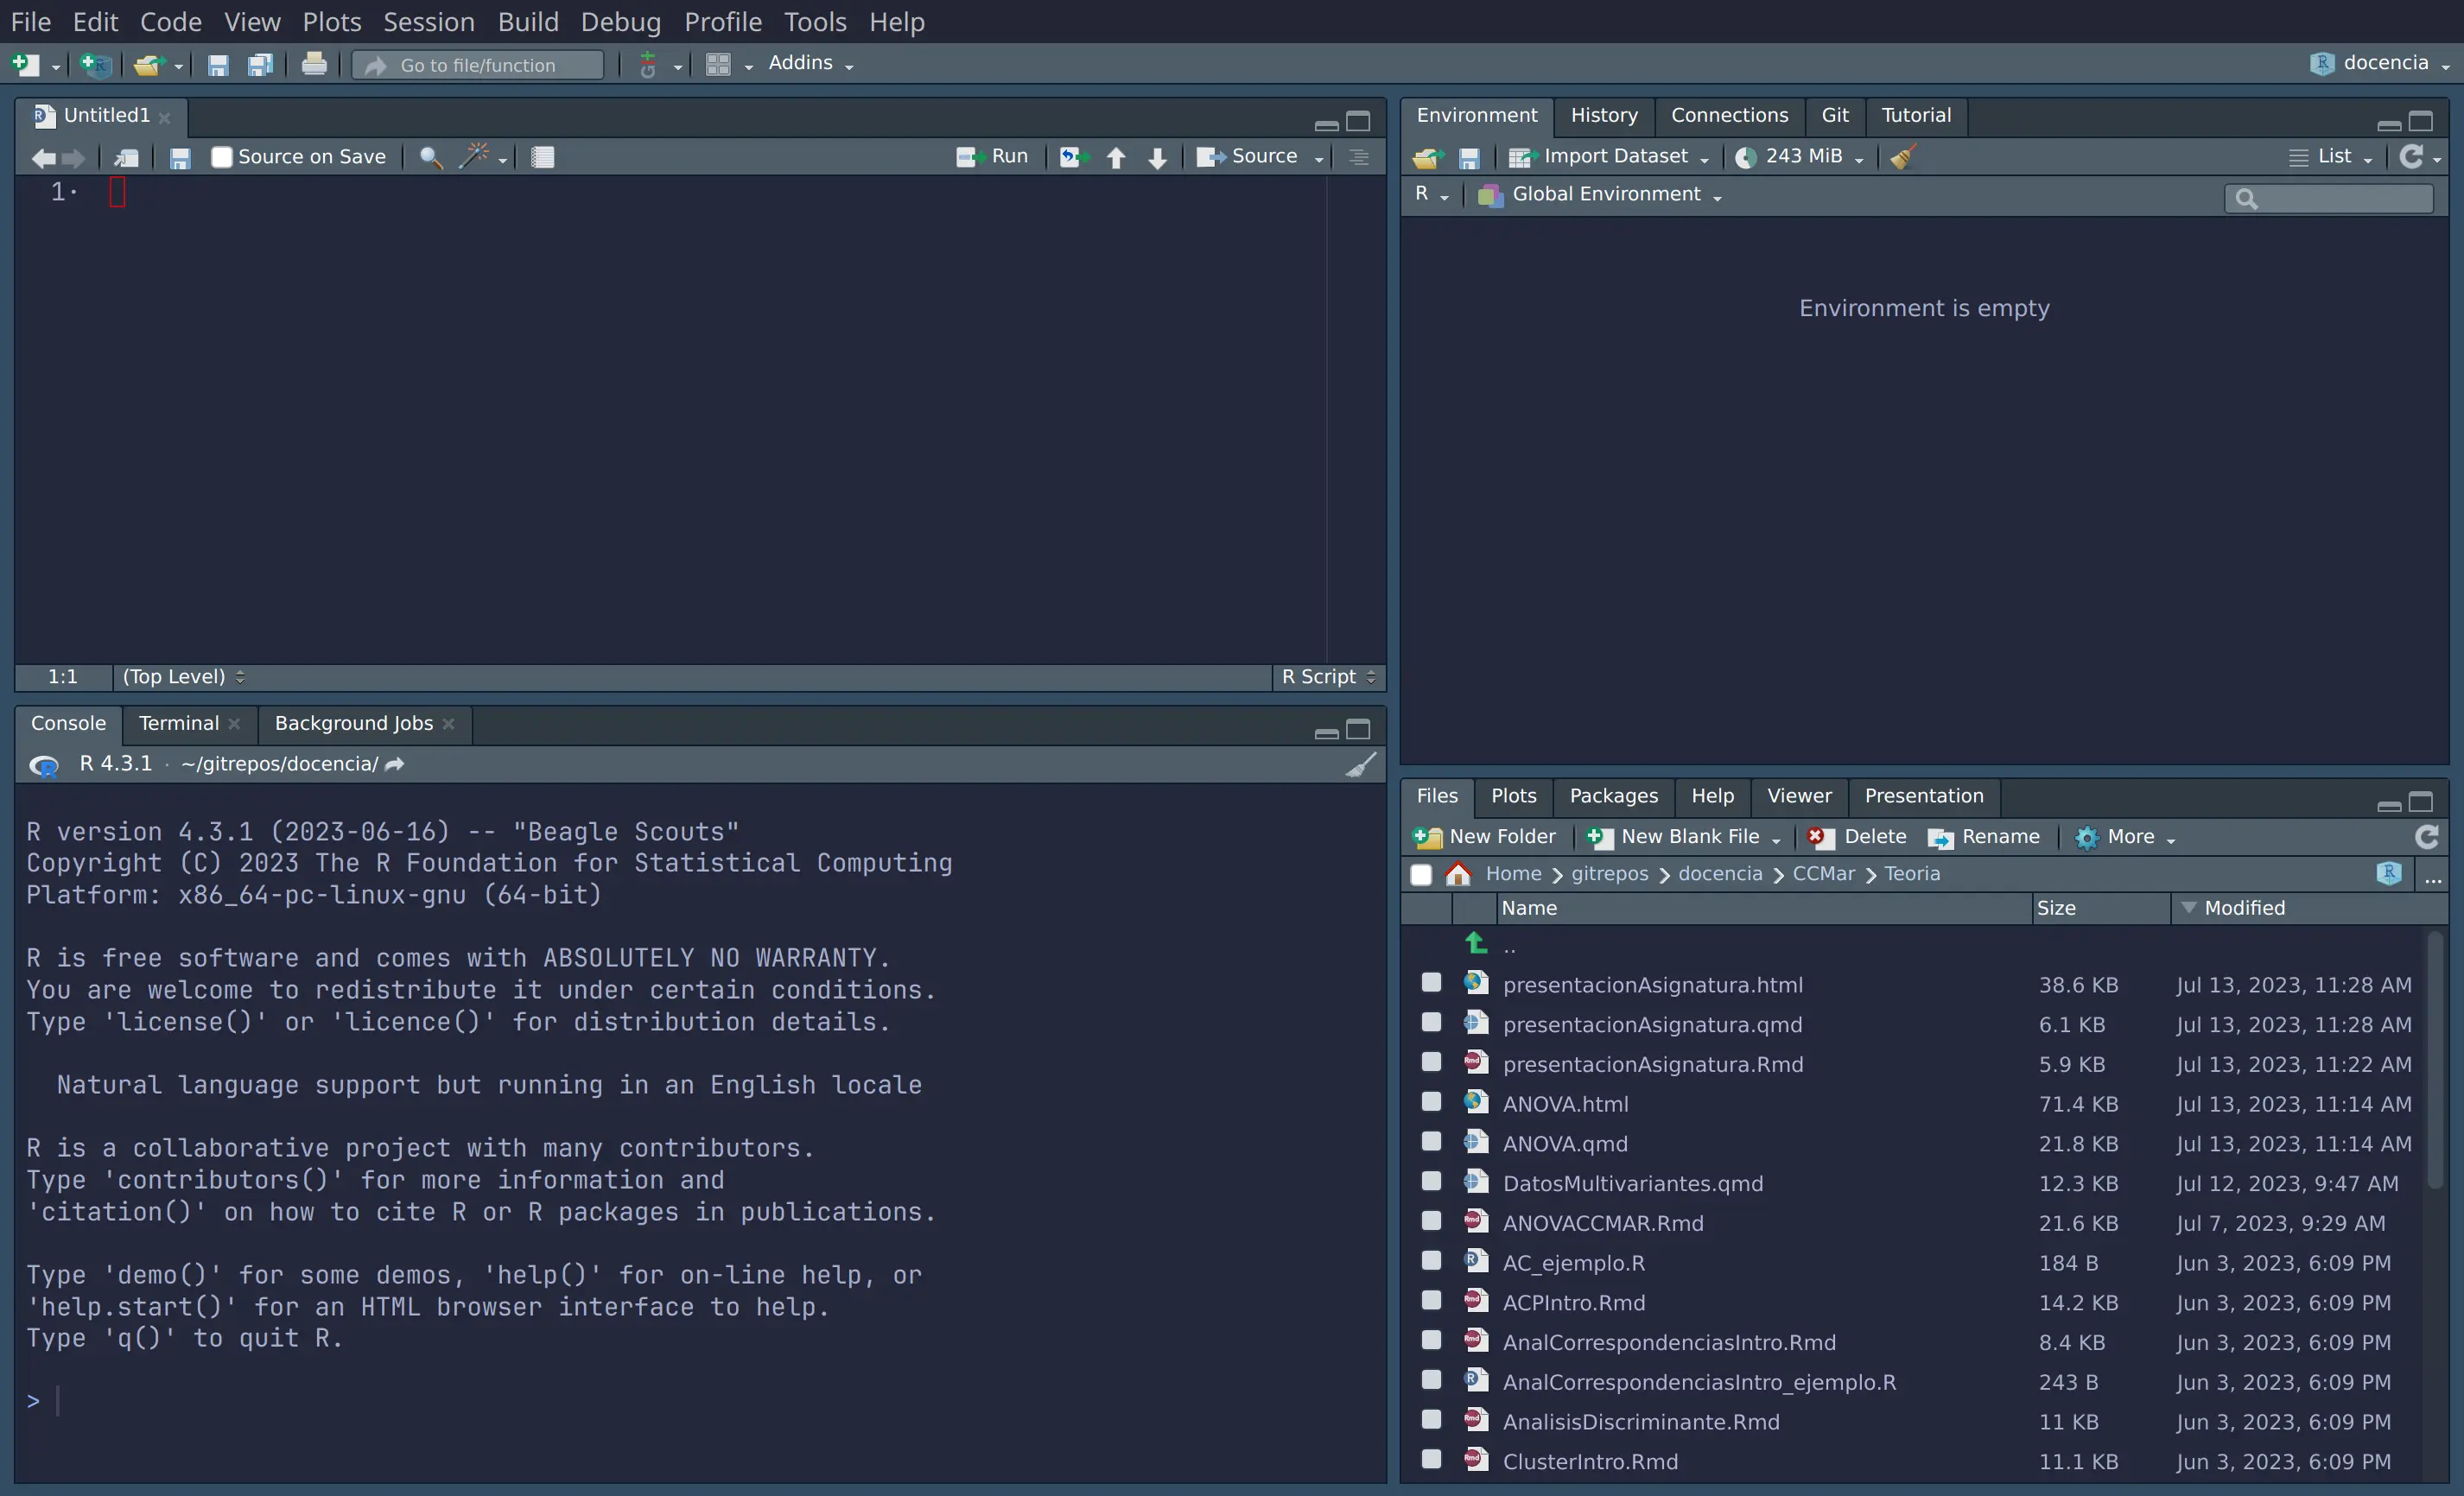 File Edit Code View Plots Session Build Debug Profile Tools Help
Go to file/function Addins docencia
Untitled1
Source on Save Run Source
1
1:1 (Top Level) R Script
Console Terminal Background Jobs
R 4.3.1 · ~/gitrepos/docencia/
R version 4.3.1 (2023-06-16) -- "Beagle Scouts"
Copyright (C) 2023 The R Foundation for Statistical Computing
Platform: x86_64-pc-linux-gnu (64-bit)
R is free software and comes with ABSOLUTELY NO WARRANTY.
You are welcome to redistribute it under certain conditions.
Type 'license()' or 'licence()' for distribution details.
Natural language support but running in an English locale
R is a collaborative project with many contributors.
Type 'contributors()' for more information and
'citation()' on how to cite R or R packages in publications.
Type 'demo()' for some demos, 'help()' for on-line help, or
'help.start()' for an HTML browser interface to help.
Type 'q()' to quit R.
>
Environment History Connections Git Tutorial
Import Dataset 243 MiB List
R Global Environment
Environment is empty
Files Plots Packages Help Viewer Presentation
New Folder New Blank File Delete Rename More
Home gitrepos docencia CCMar Teoria ...
Name Size Modified
..
presentacionAsignatura.html 38.6 KB Jul 13, 2023, 11:28 AM
presentacionAsignatura.qmd 6.1 KB Jul 13, 2023, 11:28 AM
presentacionAsignatura.Rmd 5.9 KB Jul 13, 2023, 11:22 AM
ANOVA.html 71.4 KB Jul 13, 2023, 11:14 AM
ANOVA.qmd 21.8 KB Jul 13, 2023, 11:14 AM
DatosMultivariantes.qmd 12.3 KB Jul 12, 2023, 9:47 AM
ANOVACCMAR.Rmd 21.6 KB Jul 7, 2023, 9:29 AM
AC_ejemplo.R 184 B Jun 3, 2023, 6:09 PM
ACPIntro.Rmd 14.2 KB Jun 3, 2023, 6:09 PM
AnalCorrespondenciasIntro.Rmd 8.4 KB Jun 3, 2023, 6:09 PM
AnalCorrespondenciasIntro_ejemplo.R 243 B Jun 3, 2023, 6:09 PM
AnalisisDiscriminante.Rmd 11 KB Jun 3, 2023, 6:09 PM
ClusterIntro.Rmd 11.1 KB Jun 3, 2023, 6:09 PM